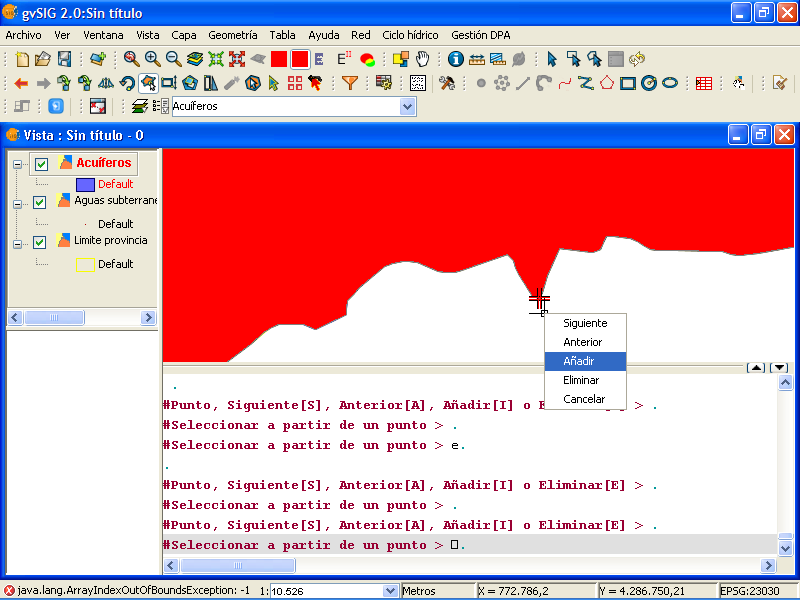 gvSIG 2.0:Sin título
Archivo Ver Ventana Vista Capa Geometría Tabla Ayuda Red Ciclo hídrico Gestión DPA
Acuíferos
Vista : Sin título - 0
Acuíferos
Default
Aguas subterrane
Default
Limite provincia
Default
Siguiente
Anterior
Añadir
Eliminar
Cancelar
.
#Punto, Siguiente[S], Anterior[A], Añadir[I] o E > .
#Seleccionar a partir de un punto > .
#Seleccionar a partir de un punto > e.
.
#Punto, Siguiente[S], Anterior[A], Añadir[I] o Eliminar[E] > .
#Seleccionar a partir de un punto > .
#Punto, Siguiente[S], Anterior[A], Añadir[I] o Eliminar[E] > .
#Seleccionar a partir de un punto > .
java.lang.ArrayIndexOutOfBoundsException: -1 1: 10.526 Metros X = 772.786,2 Y = 4.286.750,21 EPSG:23030